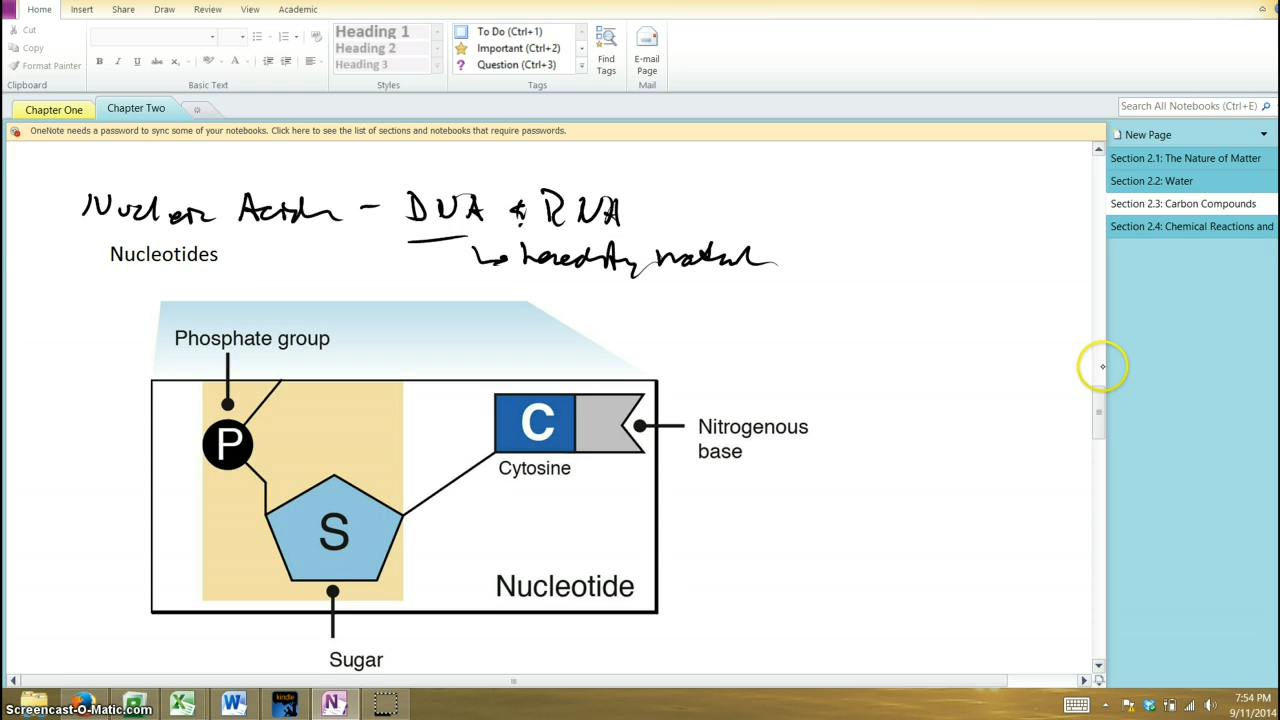 Home Insert Share Draw Review View Academic
Cut
Copy
Format Painter
Clipboard
B I U abc X₂ A
Basic Text
Heading 1
Heading 2
Heading 3
Styles
To Do (Ctrl+1)
Important (Ctrl+2)
? Question (Ctrl+3)
Tags
Find
Tags
E-mail
Page
Mail
Chapter One Chapter Two
Search All Notebooks (Ctrl+E)
OneNote needs a password to sync some of your notebooks. Click here to see the list of sections and notebooks that require passwords.
New Page
Section 2.1: The Nature of Matter
Section 2.2: Water
Section 2.3: Carbon Compounds
Section 2.4: Chemical Reactions and
Nucleic Acids - DNA & RNA
Nucleotides
↳ heredity material
Phosphate group
P
C
Cytosine
Nitrogenous
base
S
Nucleotide
Sugar
kindle
Screencast-O-Matic.com
7:54 PM
9/11/2014